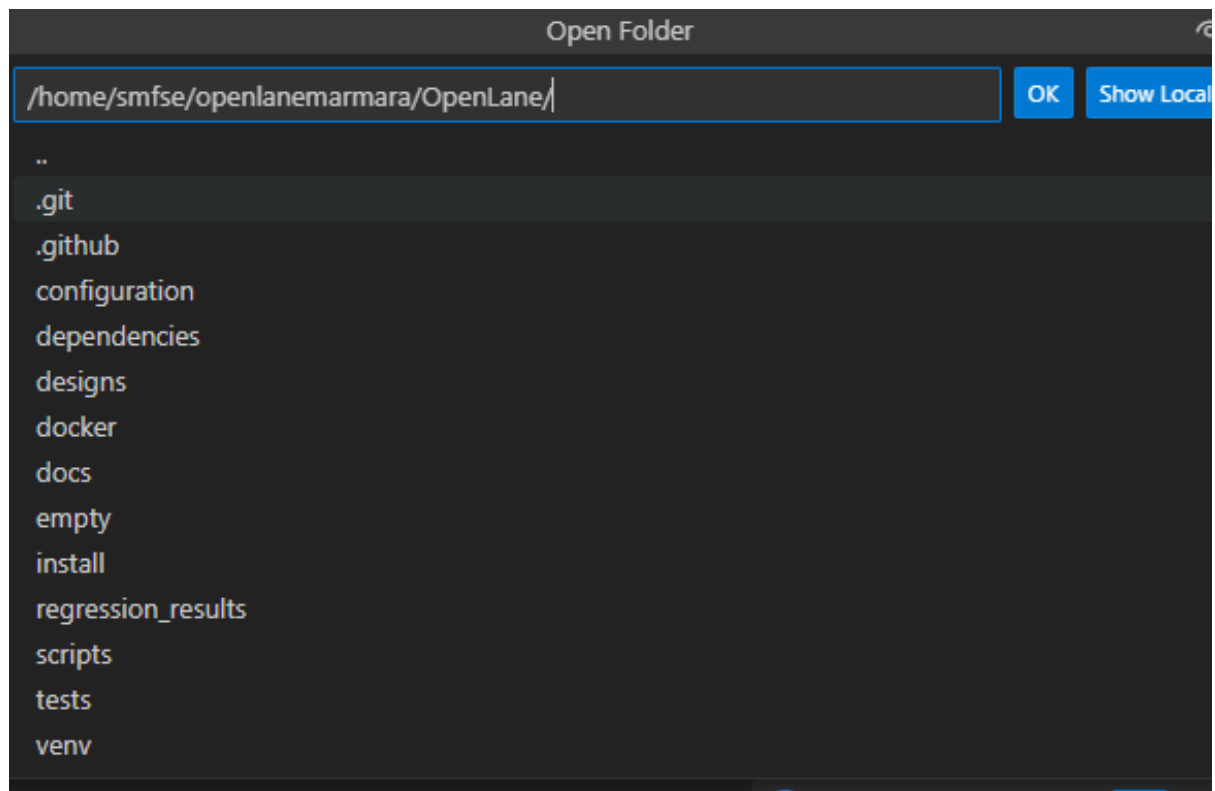 Open Folder
/home/smfse/openlanemarmara/OpenLane/
OK
Show Local
..
.git
.github
configuration
dependencies
designs
docker
docs
empty
install
regression_results
scripts
tests
venv